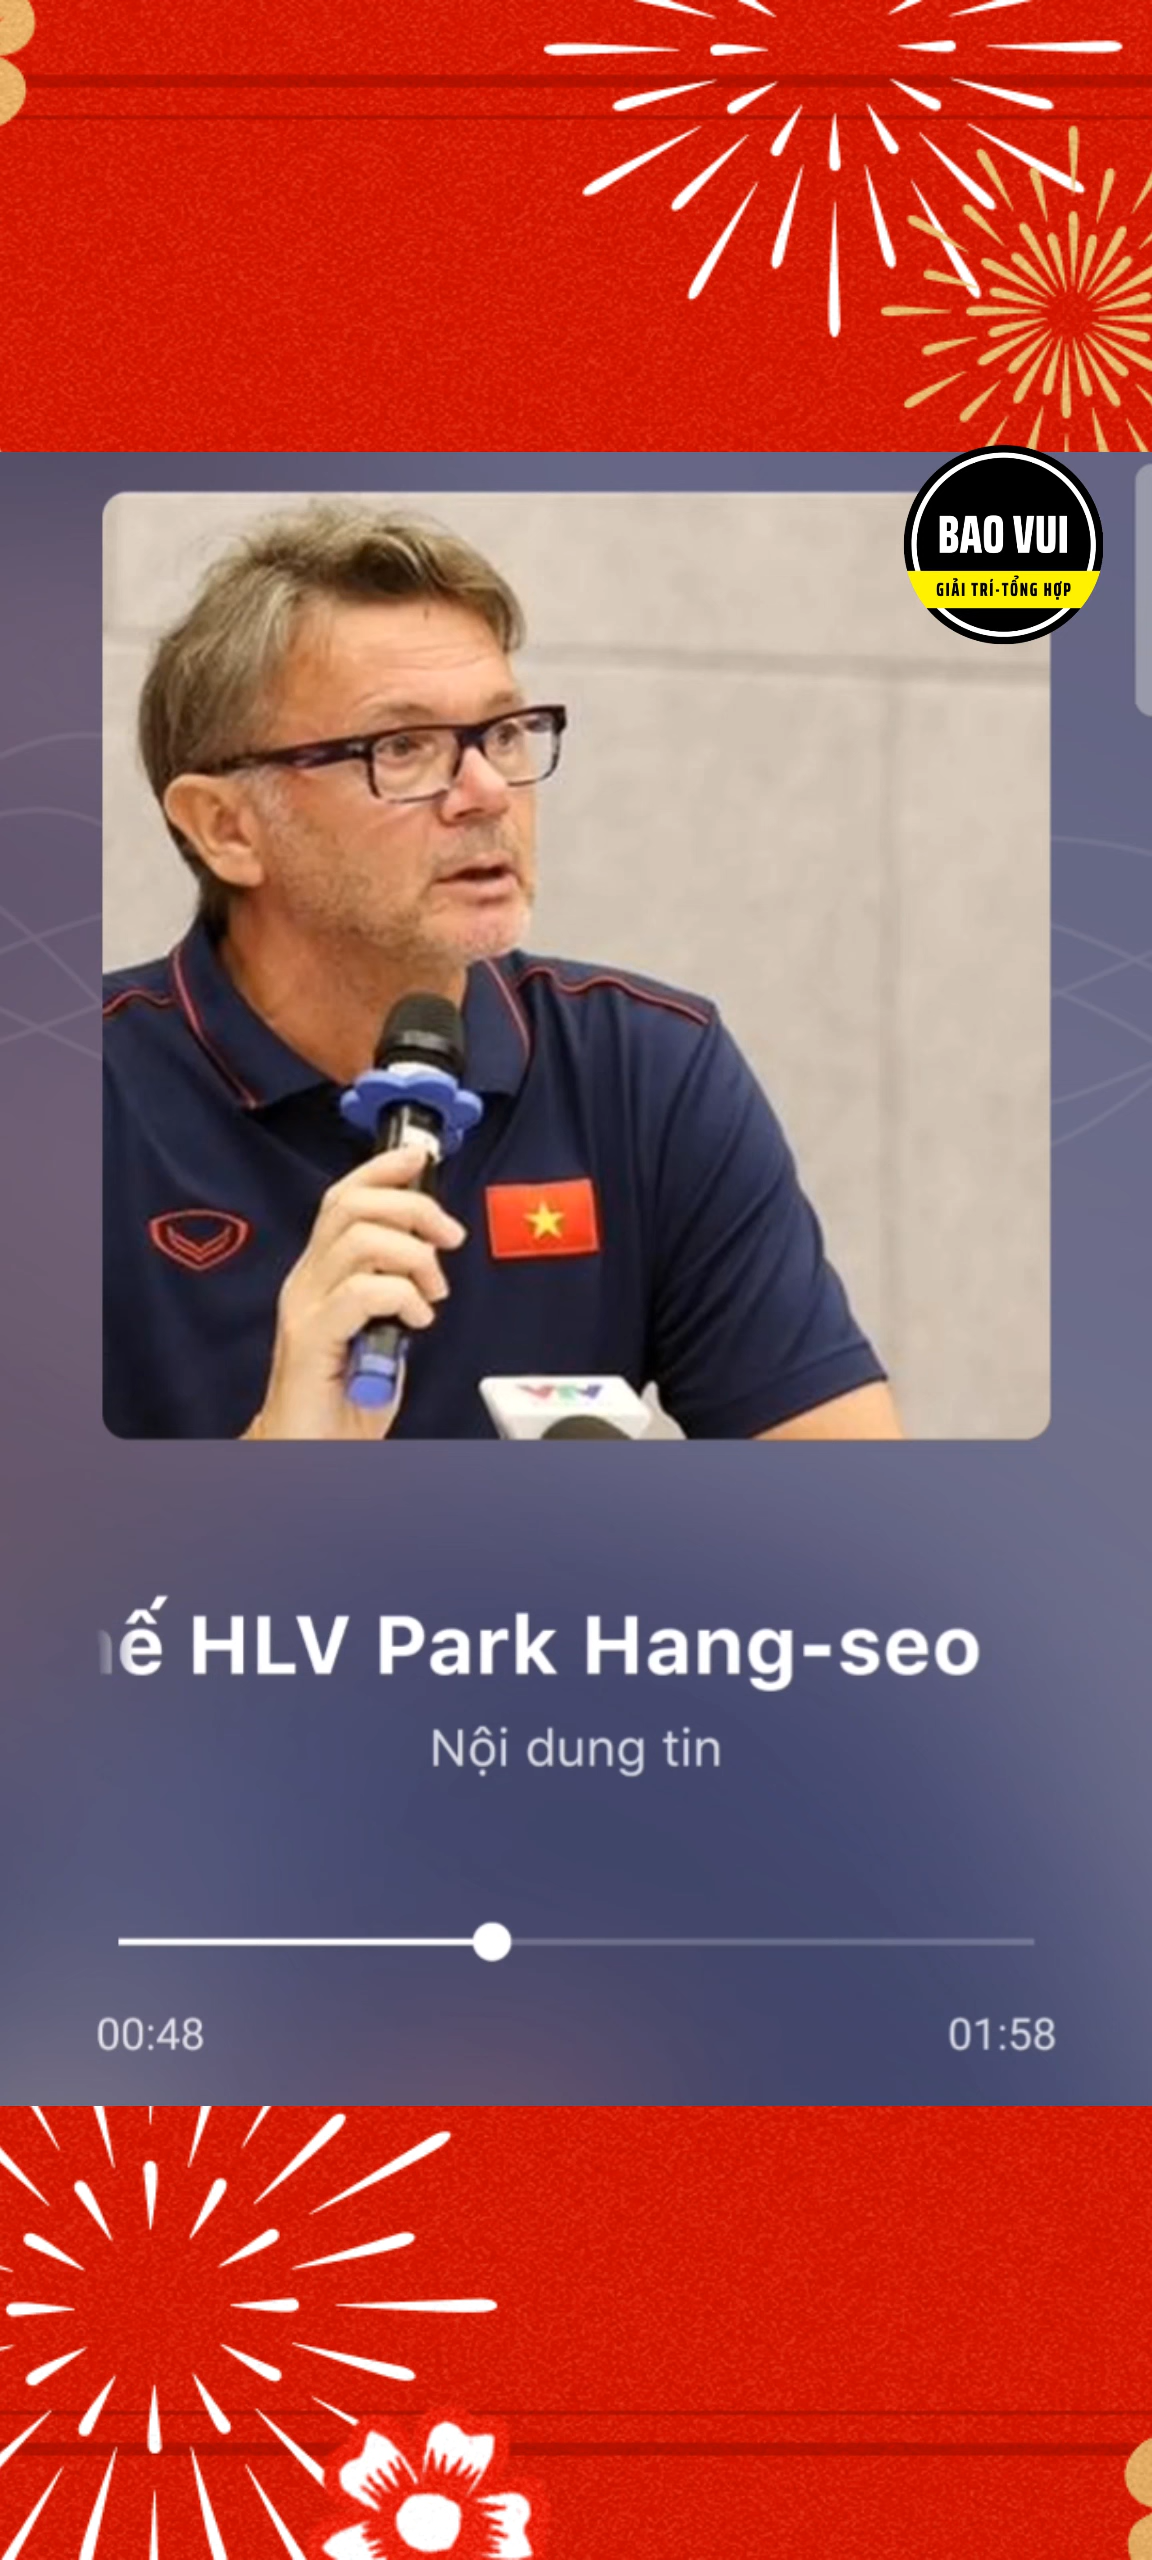 BAO VUI
GIẢI TRÍ-TỔNG HỢP
HLV Park Hang-seo
Nội dung tin
00:48
01:58